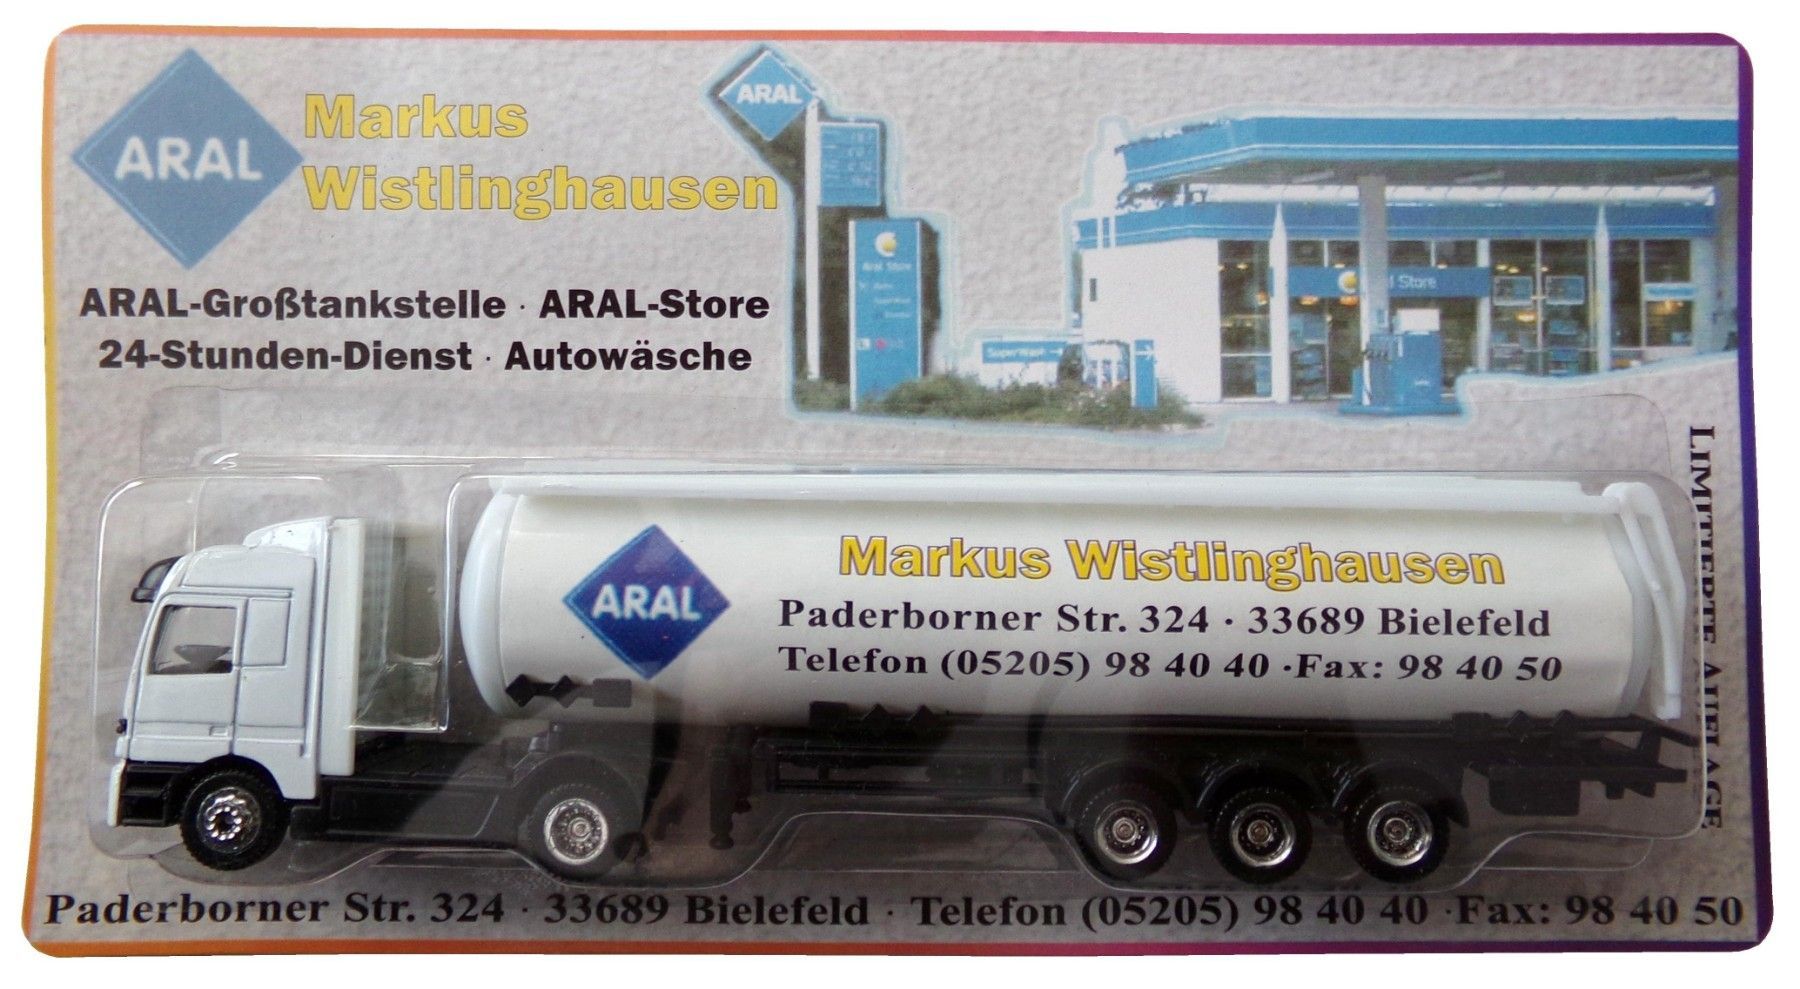 ARAL
Markus
Wistlinghausen
ARAL-Großtankstelle · ARAL-Store
24-Stunden-Dienst · Autowäsche
ARAL
Aral Store
Store
SuperWash
LIMITIERTE AUFLAGE
ARAL
Markus Wistlinghausen
Paderborner Str. 324 · 33689 Bielefeld
Telefon (05205) 98 40 40 ·Fax: 98 40 50
Paderborner Str. 324 · 33689 Bielefeld · Telefon (05205) 98 40 40 ·Fax: 98 40 50